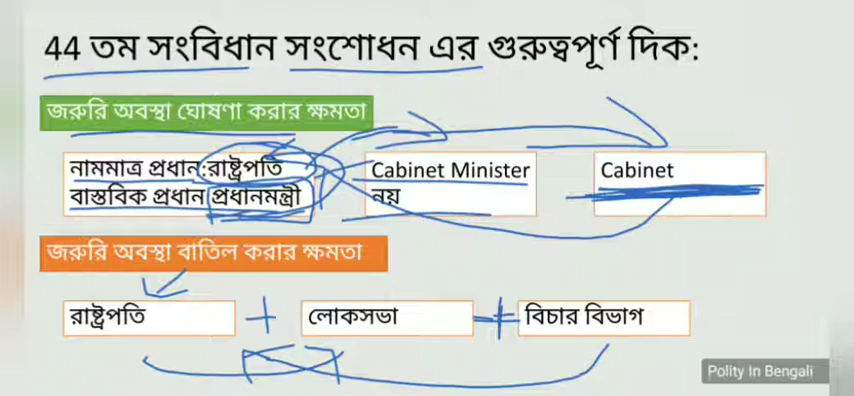 44 তম সংবিধান সংশোধন এর গুরুত্বপূর্ণ দিক:
জরুরি অবস্থা ঘোষণা করার ক্ষমতা
নামমাত্র প্রধান:রাষ্ট্রপতি
বাস্তবিক প্রধান প্রধানমন্ত্রী
Cabinet Minister
নয়
Cabinet
জরুরি অবস্থা বাতিল করার ক্ষমতা
রাষ্ট্রপতি + লোকসভা + বিচার বিভাগ
Polity In Bengali